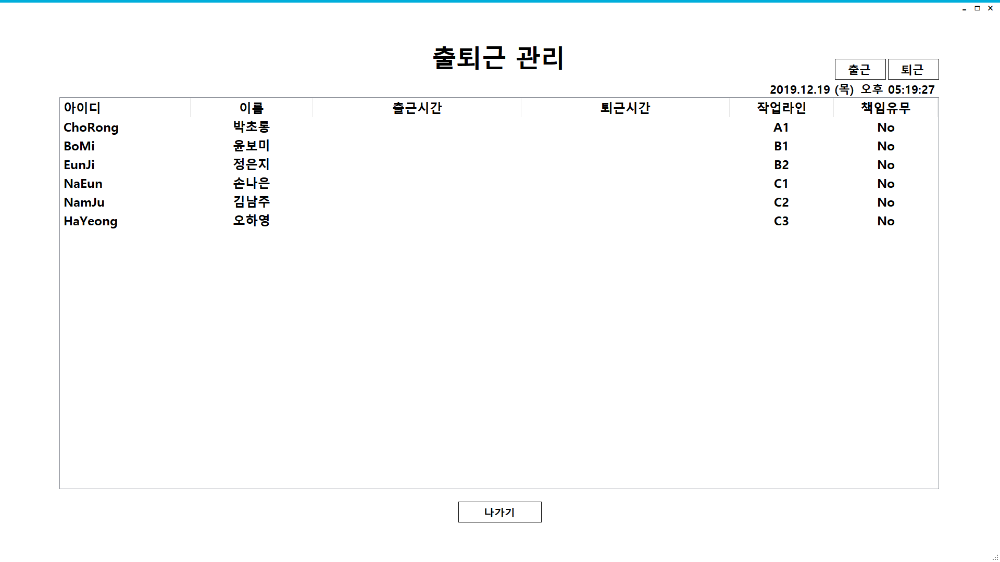 출퇴근 관리
출근 퇴근
2019.12.19 (목) 오후 05:19:27
아이디 이름 출근시간 퇴근시간 작업라인 책임유무
ChoRong 박초롱 A1 No
BoMi 윤보미 B1 No
EunJi 정은지 B2 No
NaEun 손나은 C1 No
NamJu 김남주 C2 No
HaYeong 오하영 C3 No
나가기